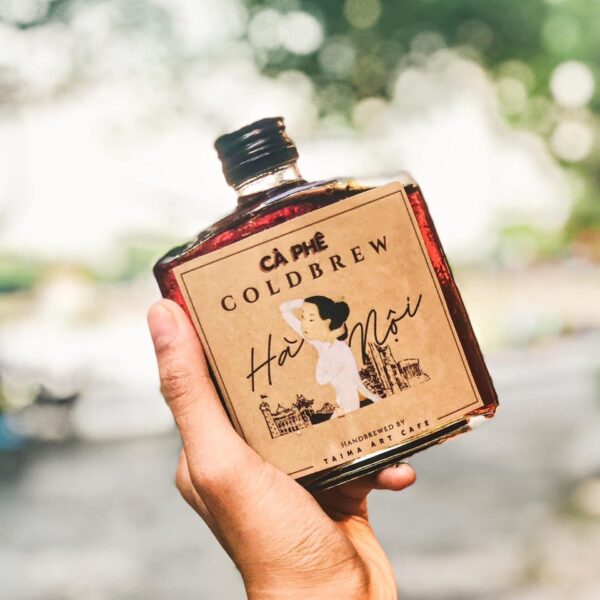 CÀ PHÊ
COLDBREW
Hà Nội
HANDBREWED BY
TAIMA ART CAFE